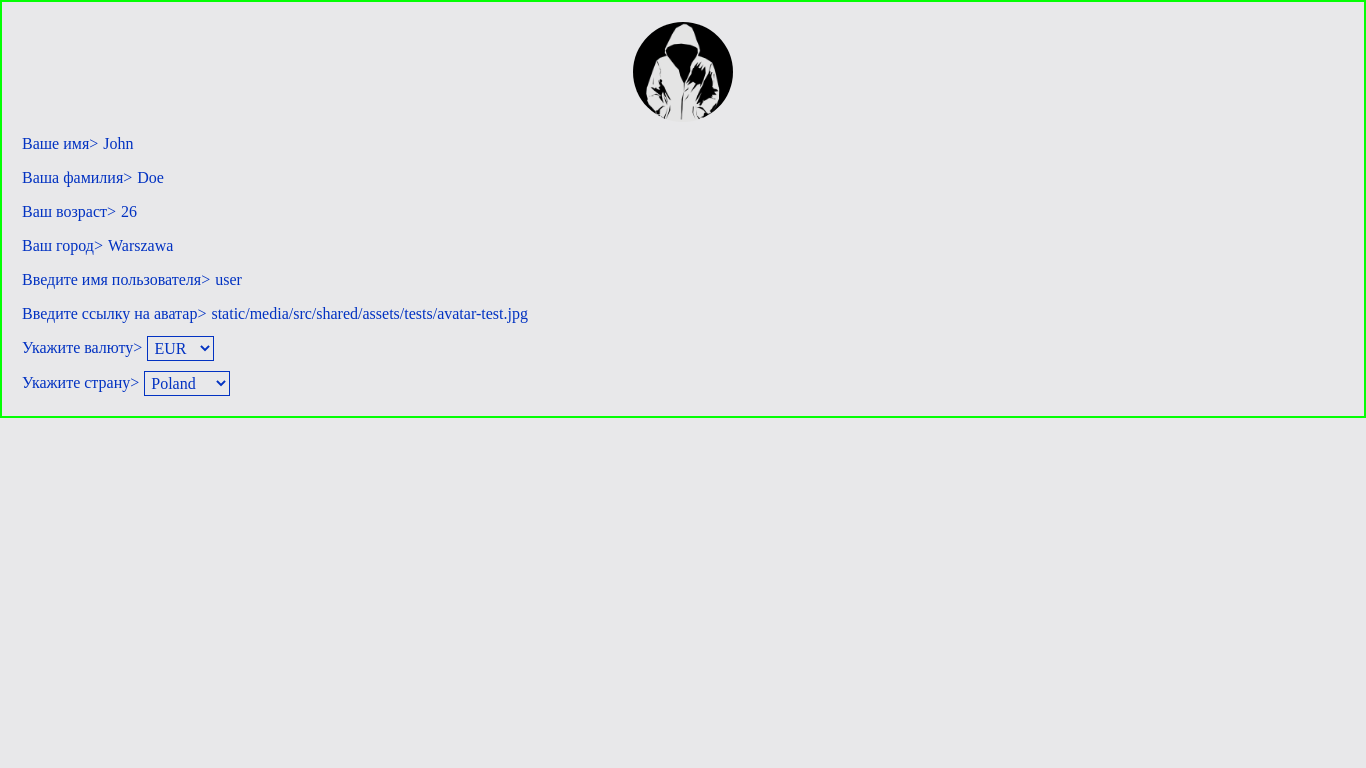 Ваше имя> John
Ваша фамилия> Doe
Ваш возраст> 26
Ваш город> Warszawa
Введите имя пользователя> user
Введите ссылку на аватар> static/media/src/shared/assets/tests/avatar-test.jpg
Укажите валюту> EUR
Укажите страну> Poland